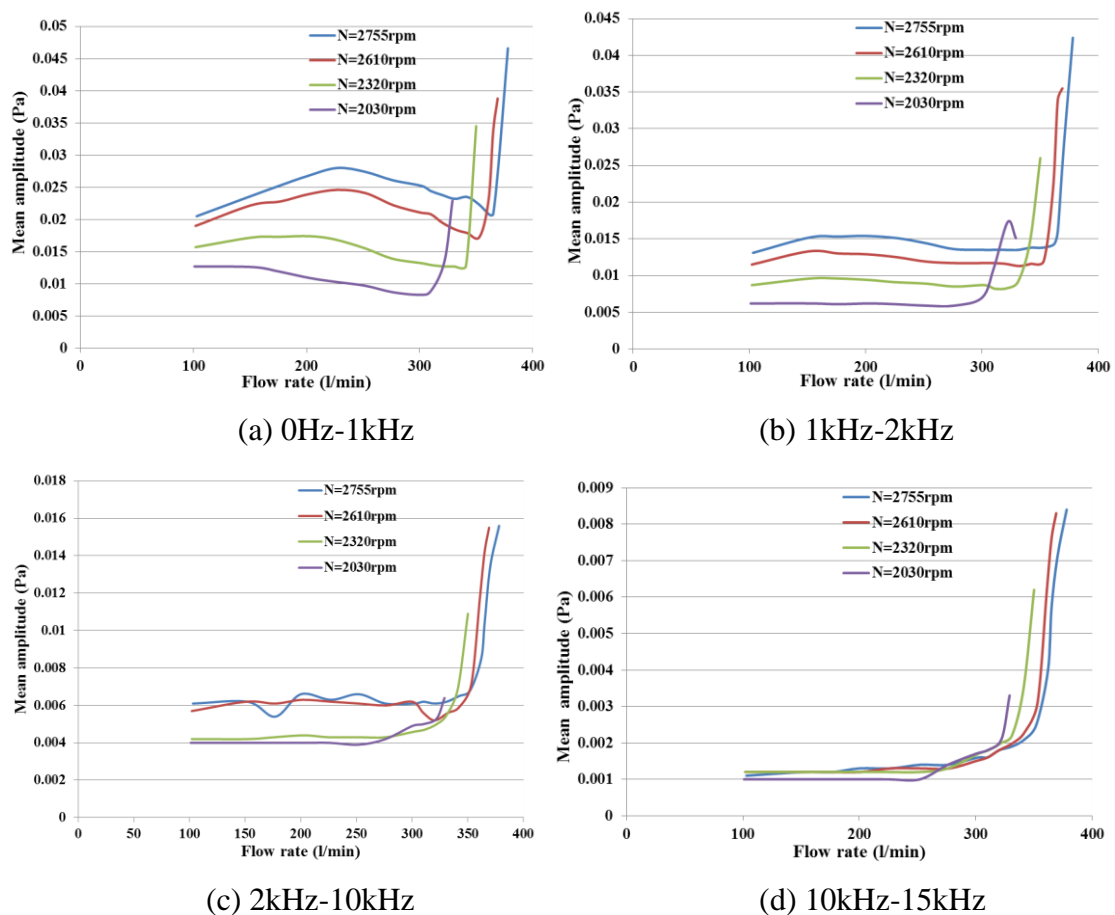 0.05
0.045
0.04
0.035
0.03
0.025
0.02
0.015
0.01
0.005
0
Mean amplitude (Pa)
N=2755rpm
N=2610rpm
N=2320rpm
N=2030rpm
0 100 200 300 400
Flow rate (l/min)
(a) 0Hz-1kHz
0.045
0.04
0.035
0.03
0.025
0.02
0.015
0.01
0.005
0
Mean amplitude (Pa)
N=2755rpm
N=2610rpm
N=2320rpm
N=2030rpm
0 100 200 300 400
Flow rate (l/min)
(b) 1kHz-2kHz
0.018
0.016
0.014
0.012
0.01
0.008
0.006
0.004
0.002
0
Mean amplitude (Pa)
N=2755rpm
N=2610rpm
N=2320rpm
N=2030rpm
0 50 100 150 200 250 300 350 400
Flow rate (l/min)
(c) 2kHz-10kHz
0.009
0.008
0.007
0.006
0.005
0.004
0.003
0.002
0.001
0
Mean amplitude (Pa)
N=2755rpm
N=2610rpm
N=2320rpm
N=2030rpm
0 100 200 300 400
Flow rate (l/min)
(d) 10kHz-15kHz